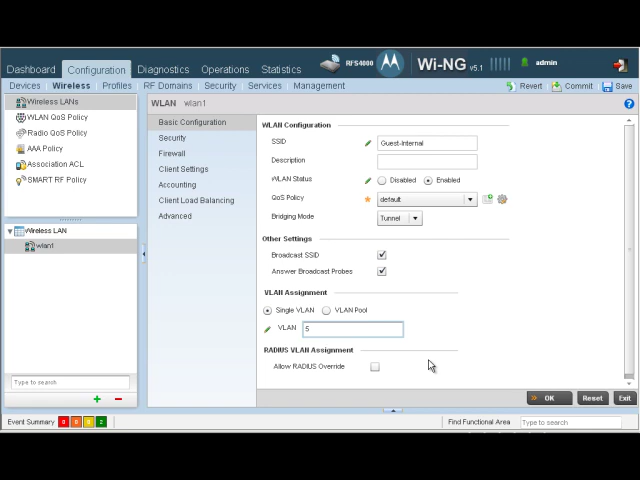 RFS4000 Wi-NG v5.1 admin
Dashboard Configuration Diagnostics Operations Statistics
Devices Wireless Profiles RF Domains Security Services Management Revert Commit Save
Wireless LANs
WLAN QoS Policy
Radio QoS Policy
AAA Policy
Association ACL
SMART RF Policy
Wireless LAN
wlan1
Type to search
WLAN wlan1 ?
Basic Configuration
Security
Firewall
Client Settings
Accounting
Client Load Balancing
Advanced
WLAN Configuration
SSID Guest-Internal
Description
WLAN Status Disabled Enabled
QoS Policy default
Bridging Mode Tunnel
Other Settings
Broadcast SSID
Answer Broadcast Probes
VLAN Assignment
Single VLAN VLAN Pool
VLAN 5
RADIUS VLAN Assignment
Allow RADIUS Override
OK Reset Exit
Event Summary 0 0 0 2 Find Functional Area Type to search